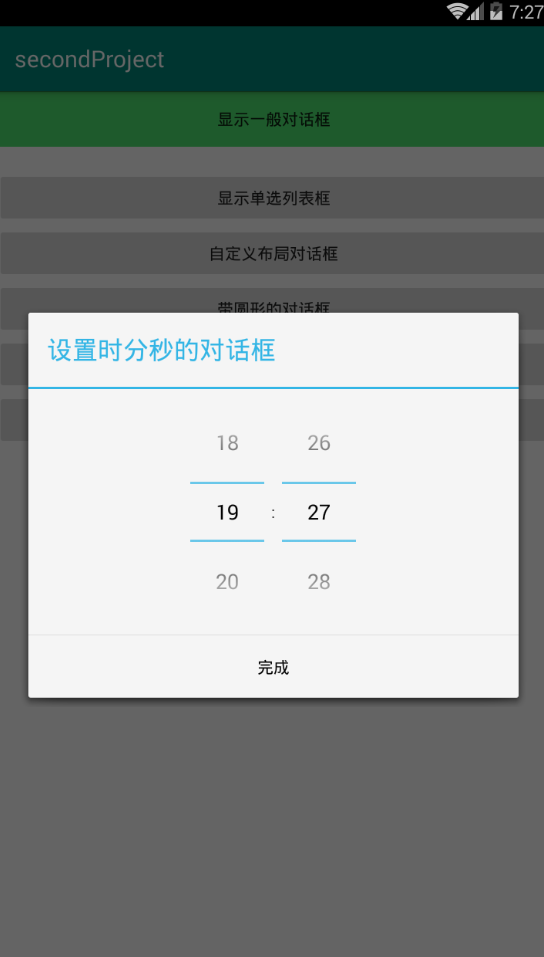 7:27
secondProject
显示一般对话框
显示单选列表框
自定义布局对话框
带圆形的对话框
设置时分秒的对话框
18 26
19 : 27
20 28
完成